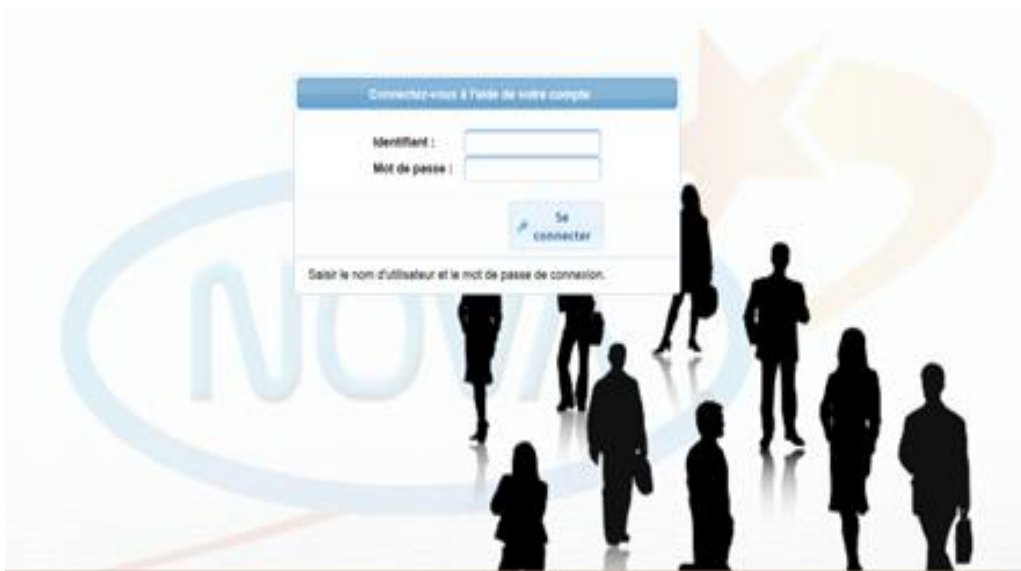 Connectez-vous à l'aide de votre compte
Identifiant :
Mot de passe :
Se
connecter
Saisir le nom d'utilisateur et le mot de passe de connexion.
NOVA